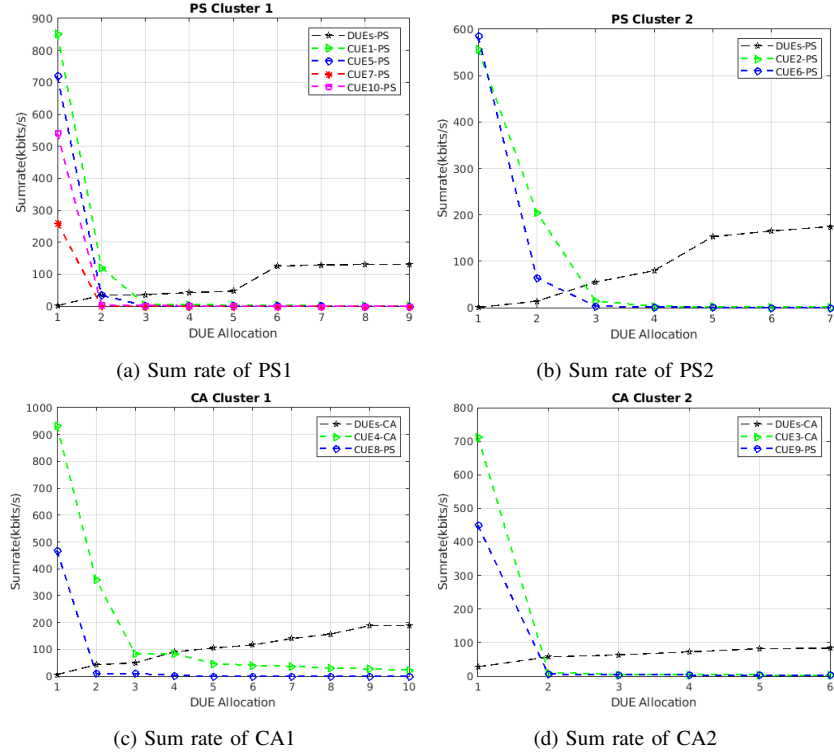 PS Cluster 1
900
800
700
600
500
400
300
200
100
0
Sumrate(kbits/s)
DUEs-PS
CUE1-PS
CUE5-PS
CUE7-PS
CUE10-PS
1 2 3 4 5 6 7 8 9
DUE Allocation
(a) Sum rate of PS1
PS Cluster 2
600
500
400
300
200
100
0
Sumrate(kbits/s)
DUEs-PS
CUE2-PS
CUE6-PS
1 2 3 4 5 6 7
DUE Allocation
(b) Sum rate of PS2
CA Cluster 1
1000
900
800
700
600
500
400
300
200
100
0
Sumrate(kbits/s)
DUEs-CA
CUE4-CA
CUE8-PS
1 2 3 4 5 6 7 8 9 10
DUE Allocation
(c) Sum rate of CA1
CA Cluster 2
800
700
600
500
400
300
200
100
0
Sumrate(kbits/s)
DUEs-CA
CUE3-CA
CUE9-PS
1 2 3 4 5 6
DUE Allocation
(d) Sum rate of CA2